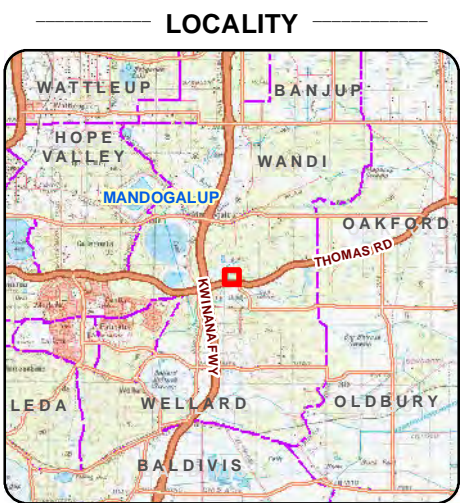 LOCALITY
WATTLEUP
BANJUP
HOPE
VALLEY
WANDI
MANDOGALUP
OAKFORD
THOMAS RD
KWINANA FWY
LEDA
WELLARD
OLDBURY
BALDIVIS